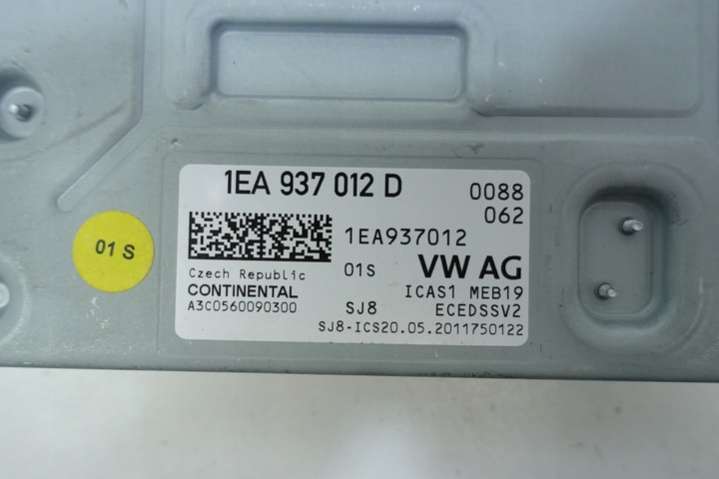 1EA 937 012 D
0088
062
1EA937012
Czech Republic
01S
VW AG
CONTINENTAL
ICAS1 MEB19
A3C0560090300
SJ8
ECEDSSV2
SJ8-ICS20.05.2011750122
01 S